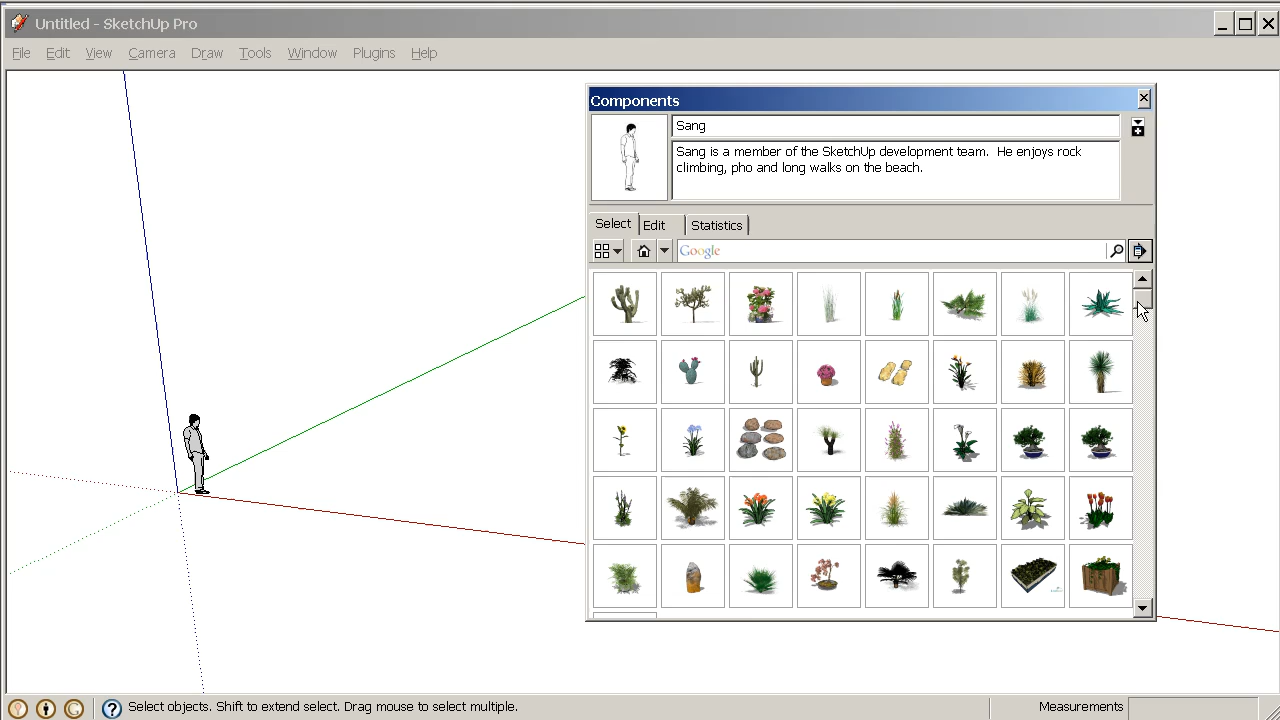 Untitled - SketchUp Pro
File Edit View Camera Draw Tools Window Plugins Help
Components
Sang
Sang is a member of the SketchUp development team. He enjoys rock
climbing, pho and long walks on the beach.
Select Edit Statistics
Google
Select objects. Shift to extend select. Drag mouse to select multiple.
Measurements